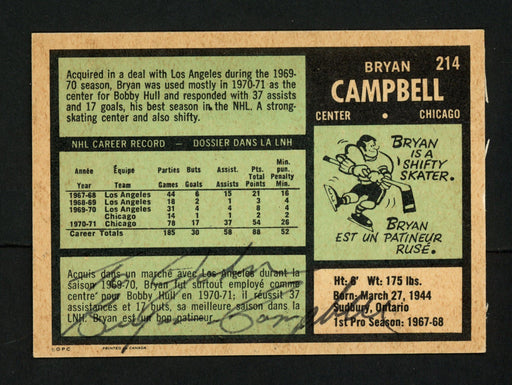 Acquired in a deal with Los Angeles during the 1969-
70 season, Bryan was used mostly in 1970-71 as the
center for Bobby Hull and responded with 37 assists
and 17 goals, his best season in the NHL. A strong-
skating center and also shifty.
NHL CAREER RECORD — DOSSIER DANS LA LNH
Année Équipe Parties Buts Assist. Pts. Min. pun.
Year Team Games Goals Assists Total Points Penalty Min.
1967-68 Los Angeles 44 6 15 21 16
1968-69 Los Angeles 18 2 1 3 4
1969-70 Los Angeles 31 4 4 8 4
Chicago 14 1 1 2 2
1970-71 Chicago 78 17 37 54 26
Career Totals 185 30 58 88 52
Acquis dans un marché avec Los Angeles durant la
saison 1969-70, Bryan fut surtout employé comme
centre pour Bobby Hull en 1970-71; il réussit 37
assistances et 17 buts, sa meilleure saison dans la
LNH. Bryan est un bon patineur.
Bryan Campbell
© O.P.C. PRINTED IN CANADA
BRYAN 214
CAMPBELL
CENTER • CHICAGO
BRYAN
IS A
SHIFTY
SKATER.
BRYAN
EST UN PATINEUR
RUSÉ.
Ht: 6' Wt: 175 lbs.
Born: March 27, 1944
Sudbury, Ontario
1st Pro Season: 1967-68